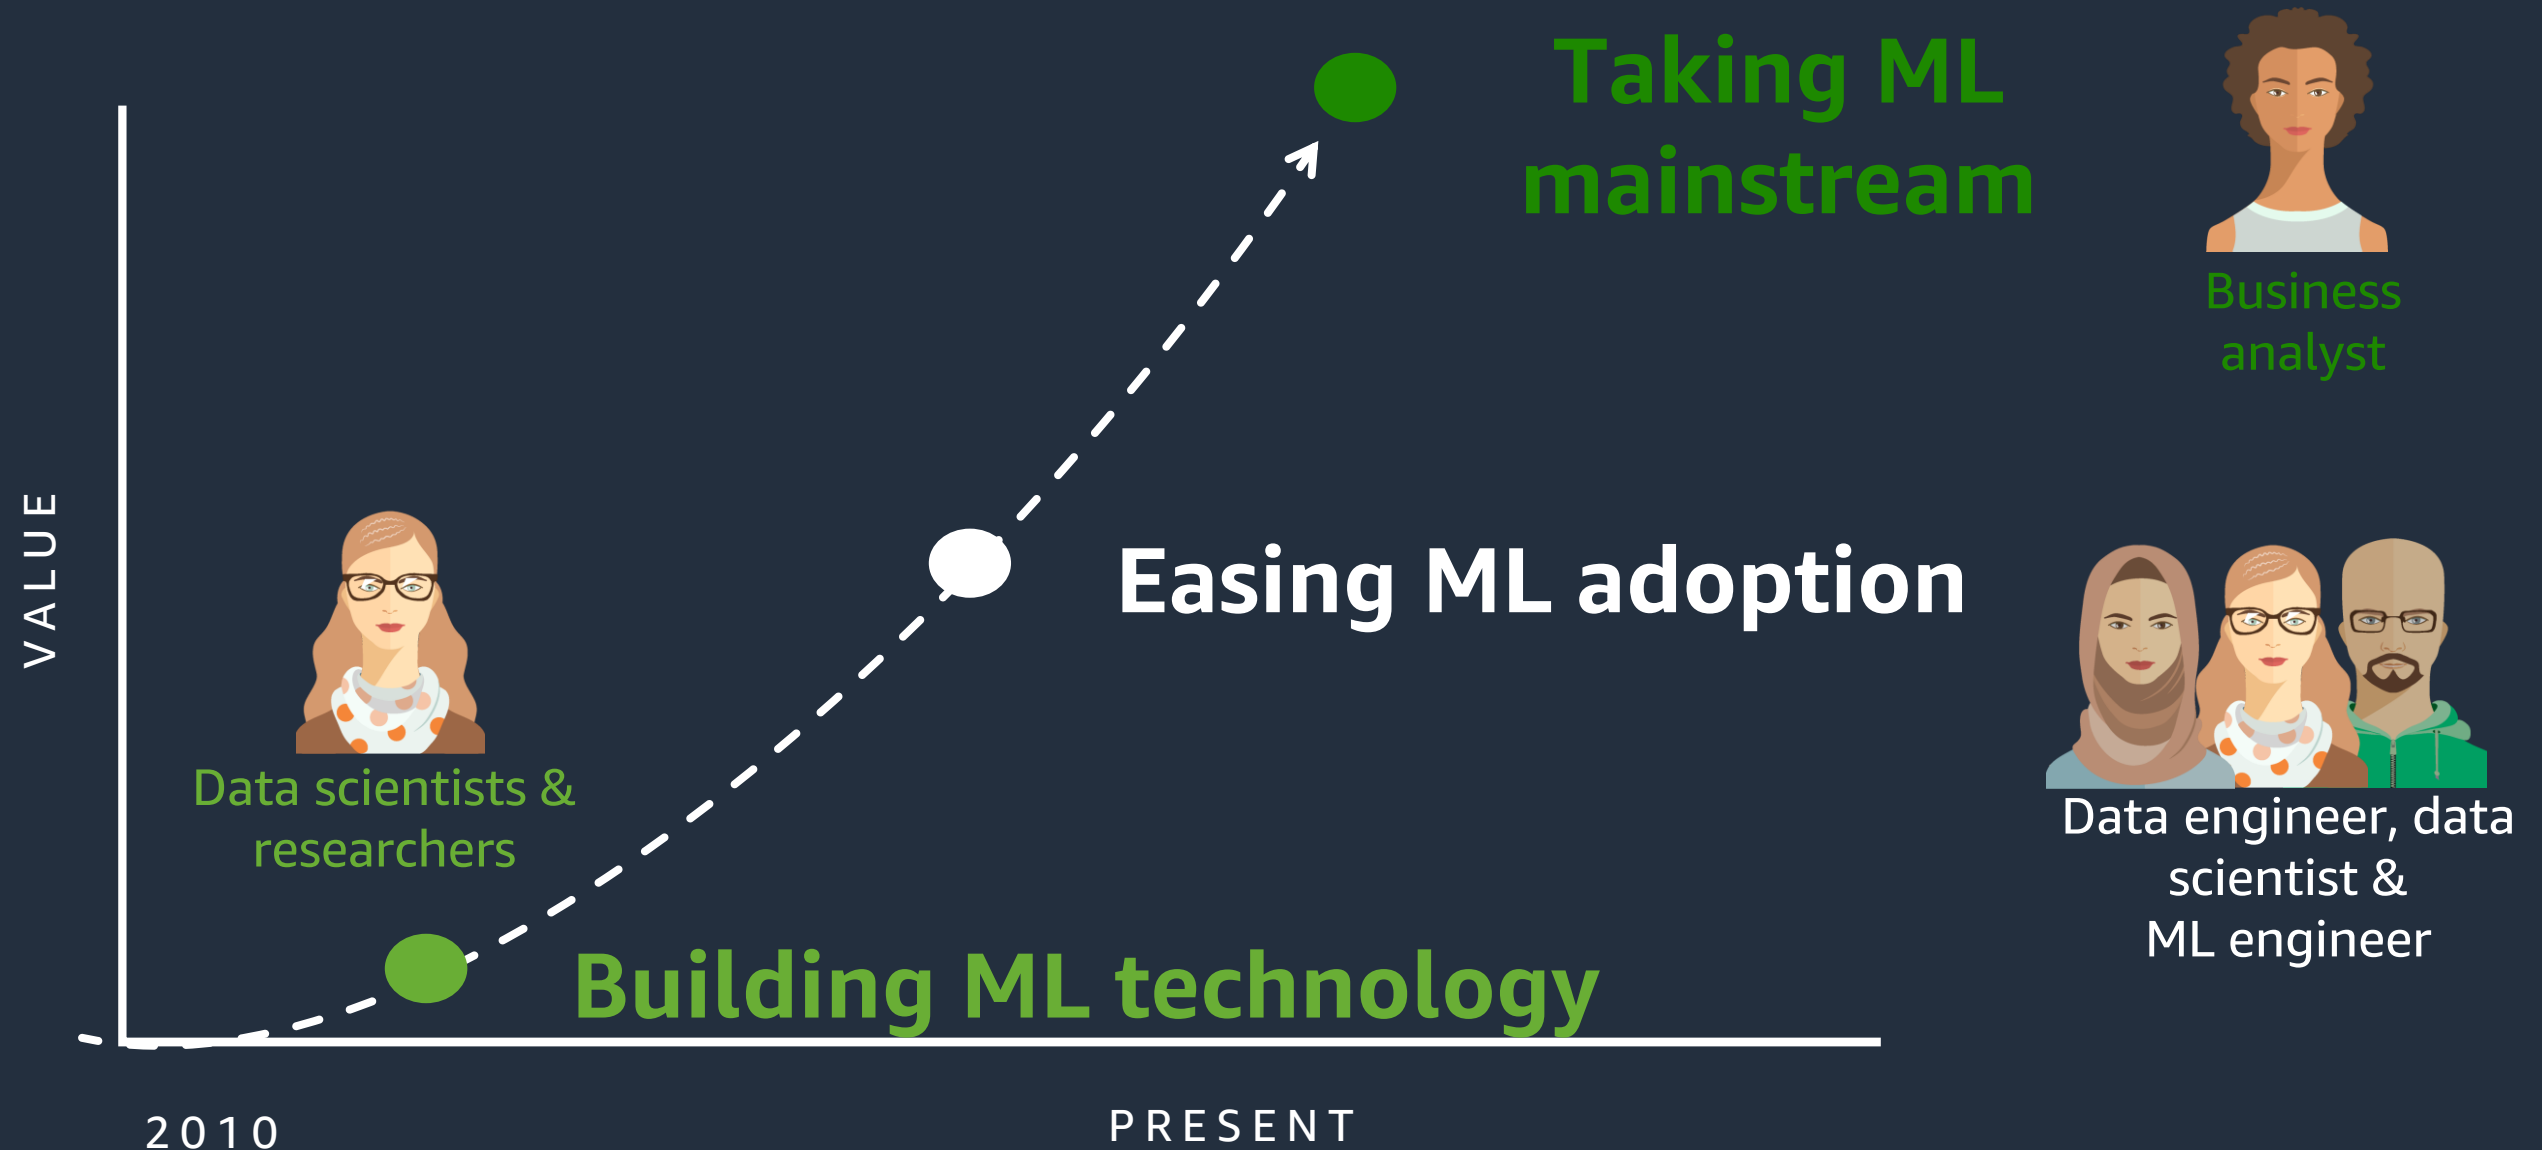 Taking ML
mainstream
Business
analyst
VALUE
Easing ML adoption
Data scientists &
researchers
Data engineer, data
scientist &
ML engineer
Building ML technology
2010
PRESENT